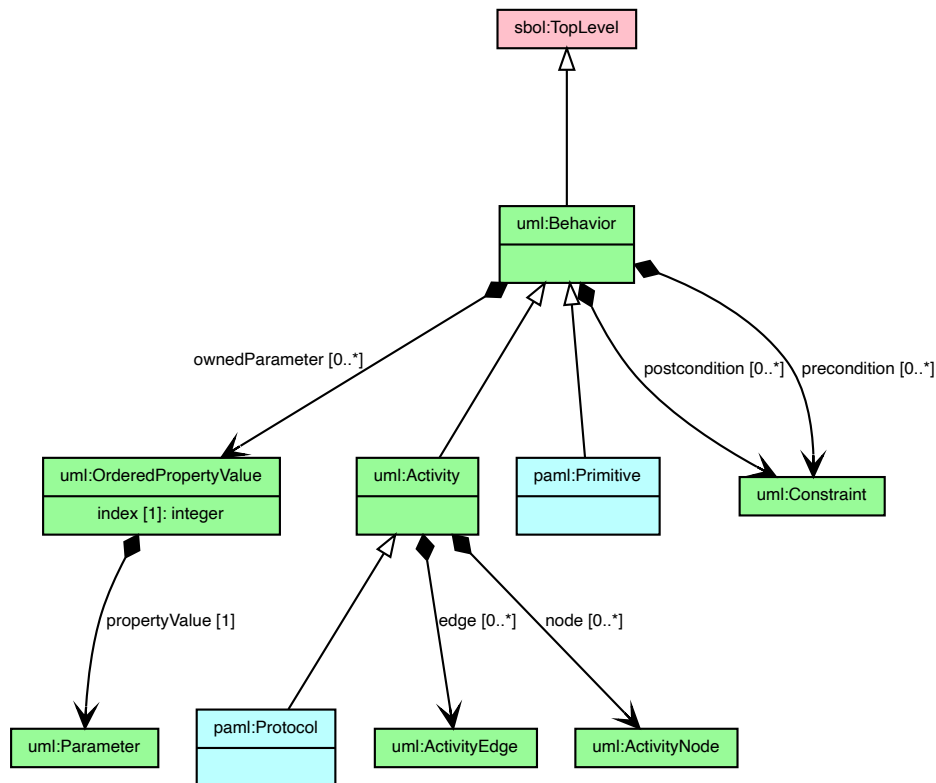 sbol:TopLevel
uml:Behavior
ownedParameter [0..*]
postcondition [0..*]
precondition [0..*]
uml:OrderedPropertyValue
index [1]: integer
uml:Activity
paml:Primitive
uml:Constraint
propertyValue [1]
edge [0..*]
node [0..*]
uml:Parameter
paml:Protocol
uml:ActivityEdge
uml:ActivityNode